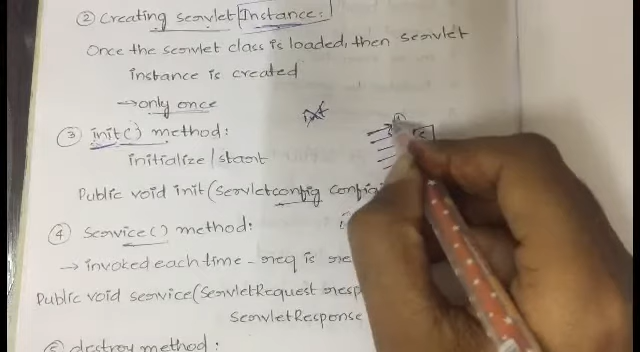 ② Creating servlet Instance:
Once the servlet class is loaded, then servlet
instance is created
→ only once
③ init() method:
initialize/start
Public void init(Servletconfig config
④ Service() method:
→ invoked each time - req is re
Public void service(ServletRequest resp
ServletResponse
⑤ destroy method: